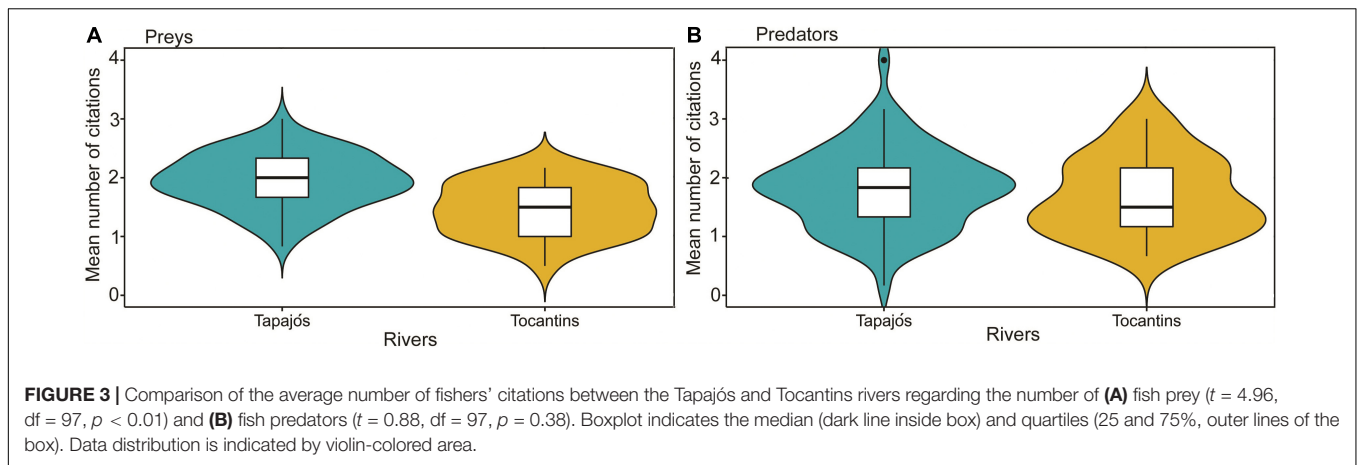 A Preys
Mean number of citations
4
3
2
1
0
Tapajós Tocantins
Rivers
B Predators
Mean number of citations
4
3
2
1
0
Tapajós Tocantins
Rivers
FIGURE 3 | Comparison of the average number of fishers' citations between the Tapajós and Tocantins rivers regarding the number of (A) fish prey (t = 4.96,
df = 97, p < 0.01) and (B) fish predators (t = 0.88, df = 97, p = 0.38). Boxplot indicates the median (dark line inside box) and quartiles (25 and 75%, outer lines of the
box). Data distribution is indicated by violin-colored area.